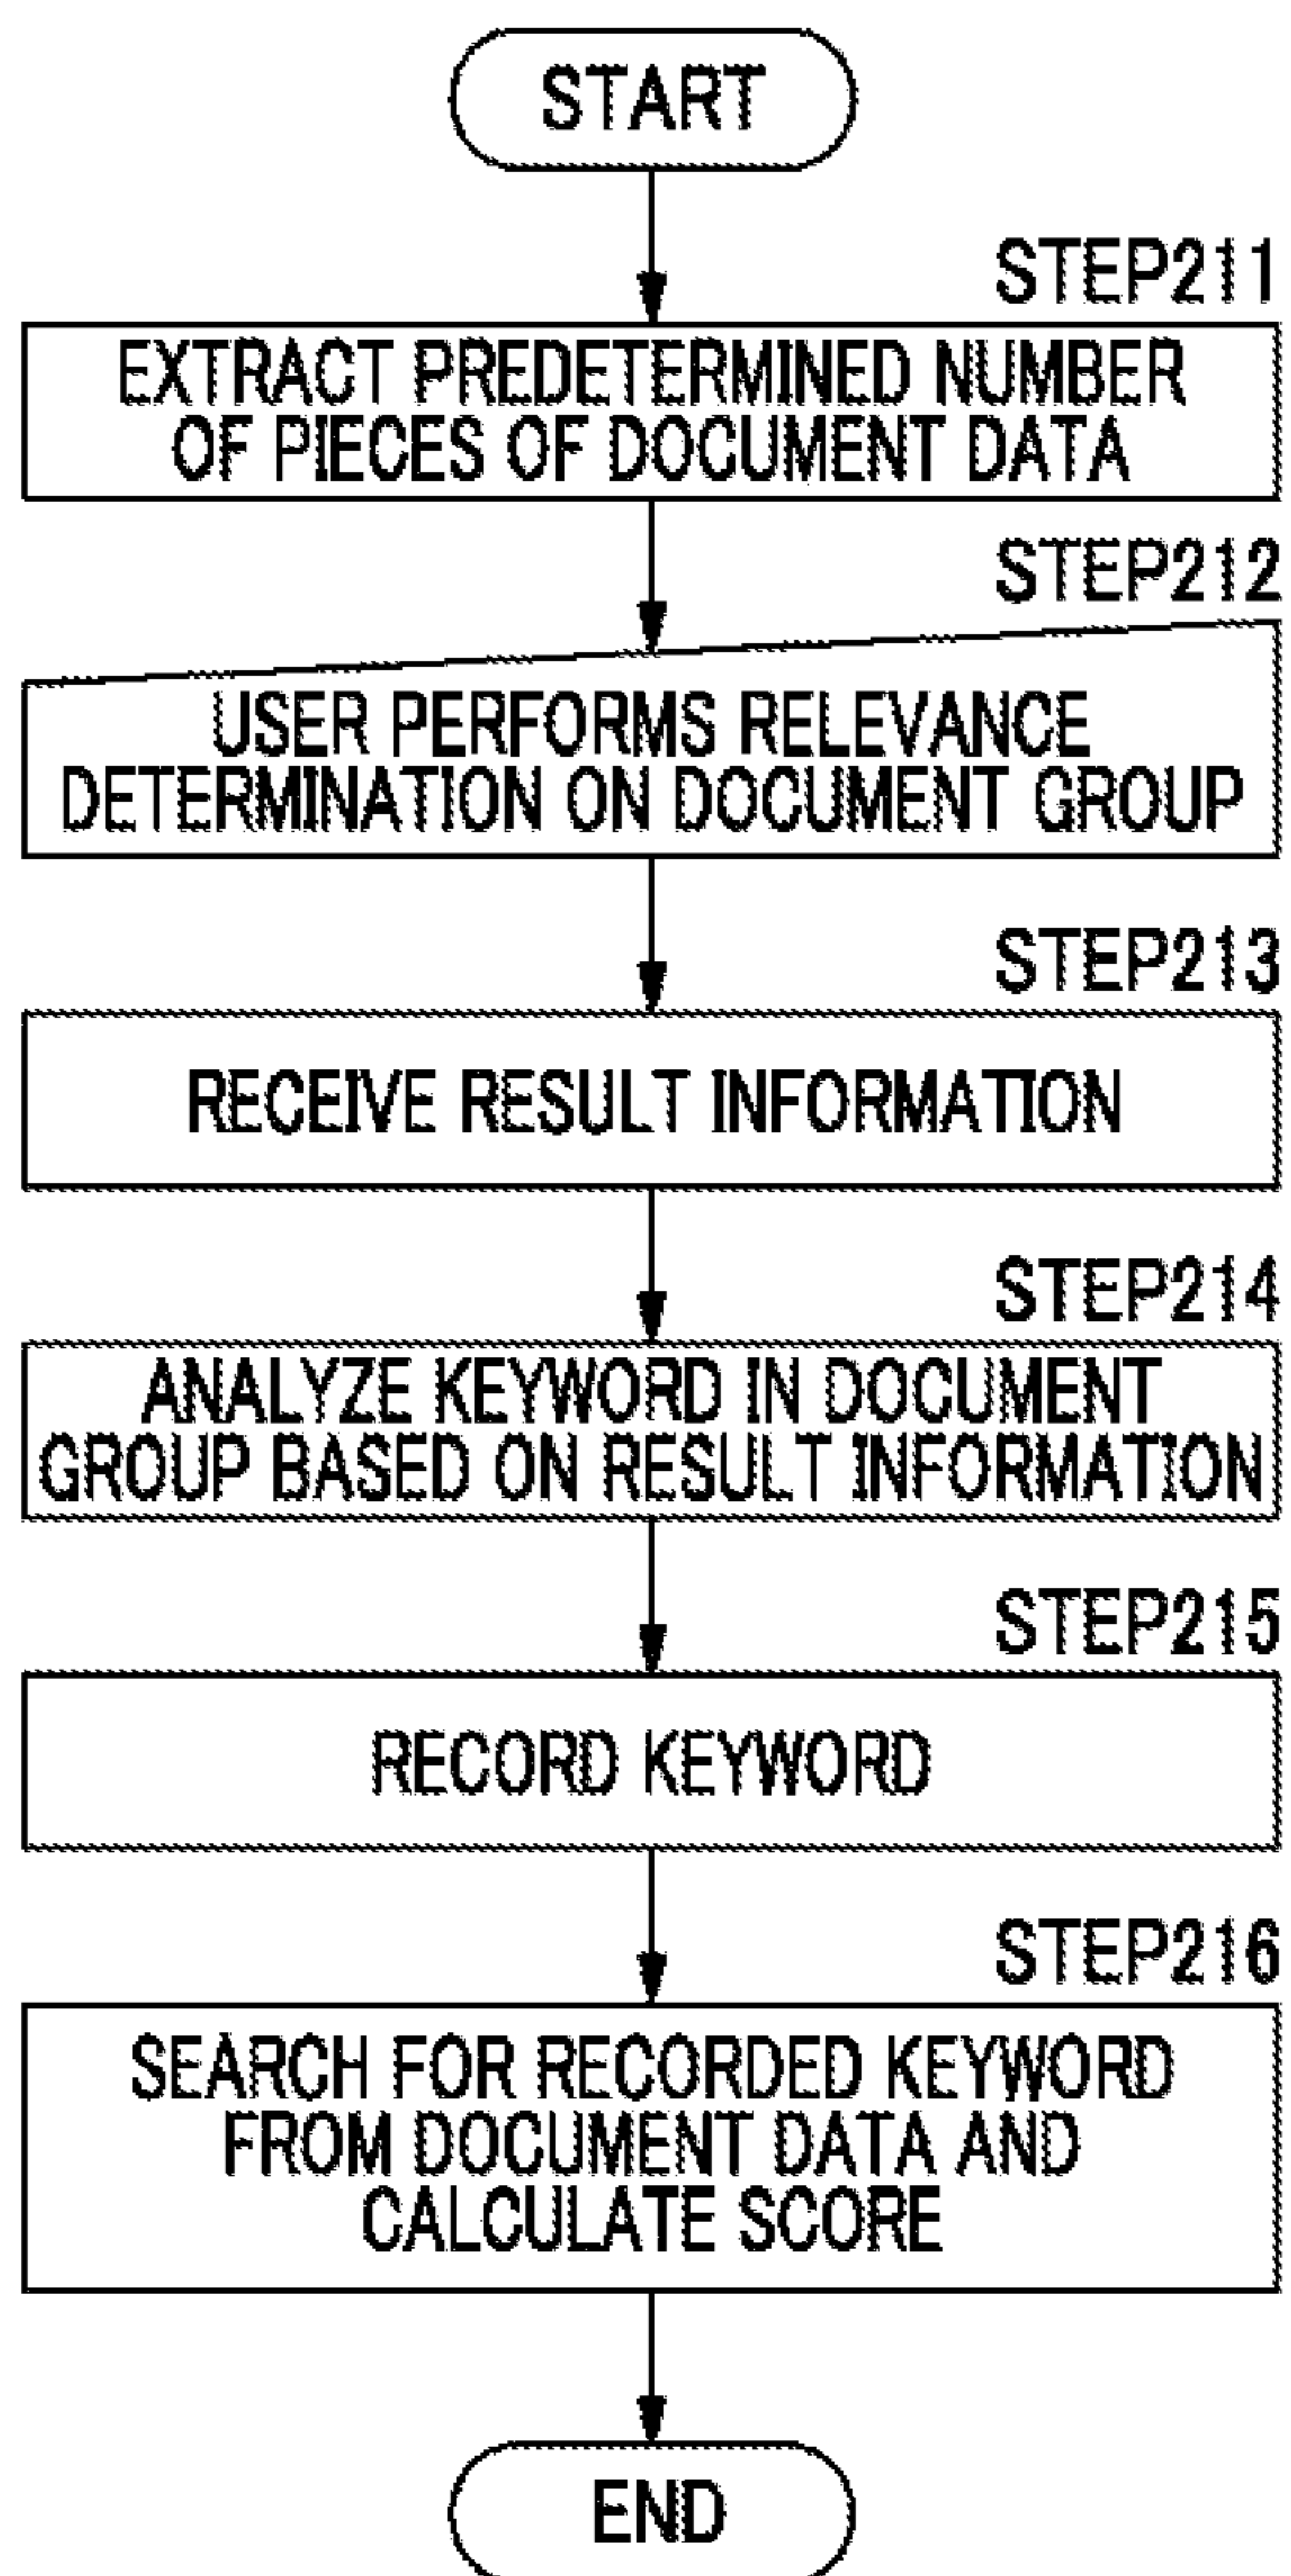 START
STEP211
EXTRACT PREDETERMINED NUMBER
OF PIECES OF DOCUMENT DATA
STEP212
USER PERFORMS RELEVANCE
DETERMINATION ON DOCUMENT GROUP
STEP213
RECEIVE RESULT INFORMATION
STEP214
ANALYZE KEYWORD IN DOCUMENT
GROUP BASED ON RESULT INFORMATION
STEP215
RECORD KEYWORD
STEP216
SEARCH FOR RECORDED KEYWORD
FROM DOCUMENT DATA AND
CALCULATE SCORE
END